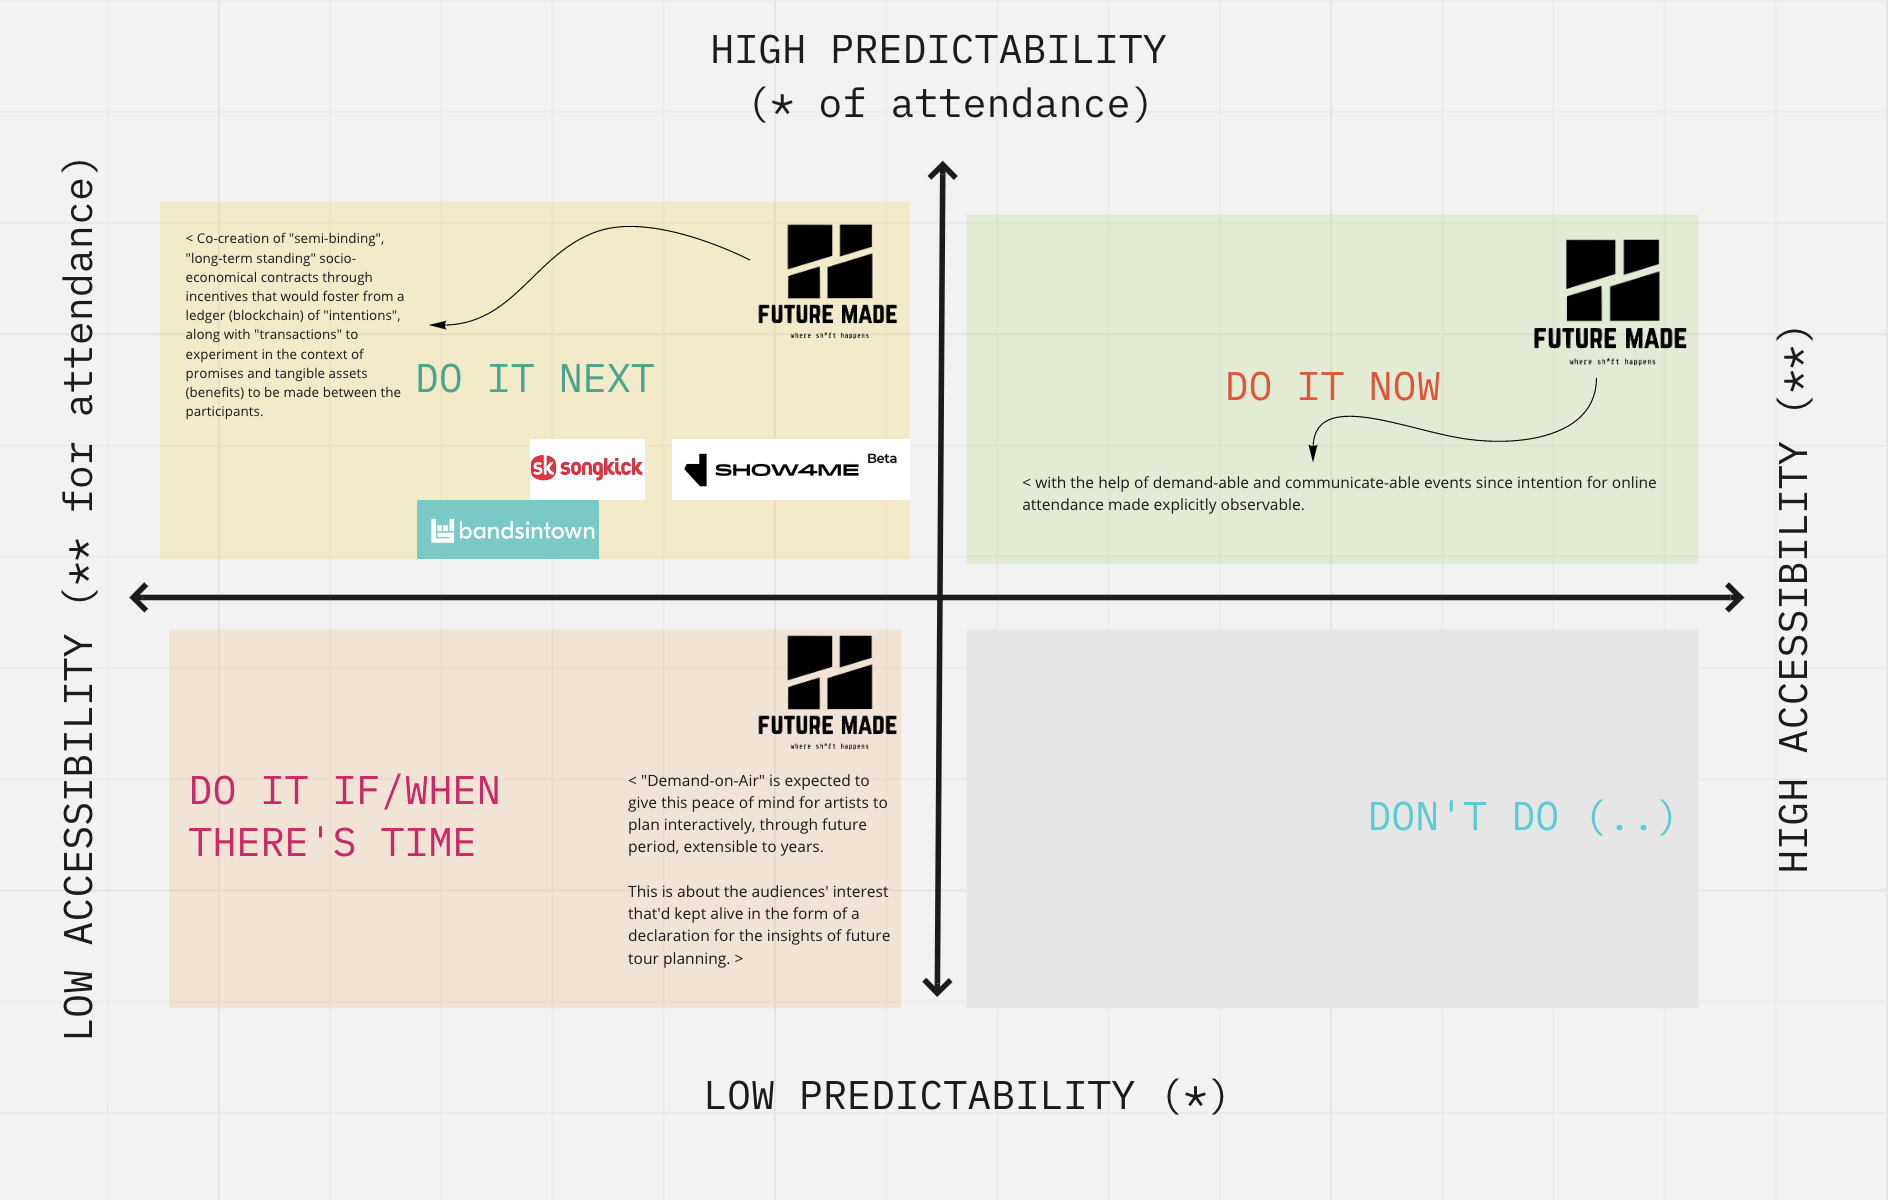 HIGH PREDICTABILITY
(* of attendance)
LOW ACCESSIBILITY (** for attendance)
< Co-creation of "semi-binding",
"long-term standing" socio-
economical contracts through
incentives that would foster from a
ledger (blockchain) of "intentions",
along with "transactions" to
experiment in the context of
promises and tangible assets
(benefits) to be made between the
participants.
FUTURE MADE
where sh*ft happens
DO IT NEXT
sk songkick
SHOW4ME Beta
bandsintown
FUTURE MADE
where sh*ft happens
DO IT NOW
< with the help of demand-able and communicate-able events since intention for online
attendance made explicitly observable.
HIGH ACCESSIBILITY (**)
FUTURE MADE
where sh*ft happens
DO IT IF/WHEN
THERE'S TIME
< "Demand-on-Air" is expected to
give this peace of mind for artists to
plan interactively, through future
period, extensible to years.
This is about the audiences' interest
that'd kept alive in the form of a
declaration for the insights of future
tour planning. >
DON'T DO (..)
LOW PREDICTABILITY (*)